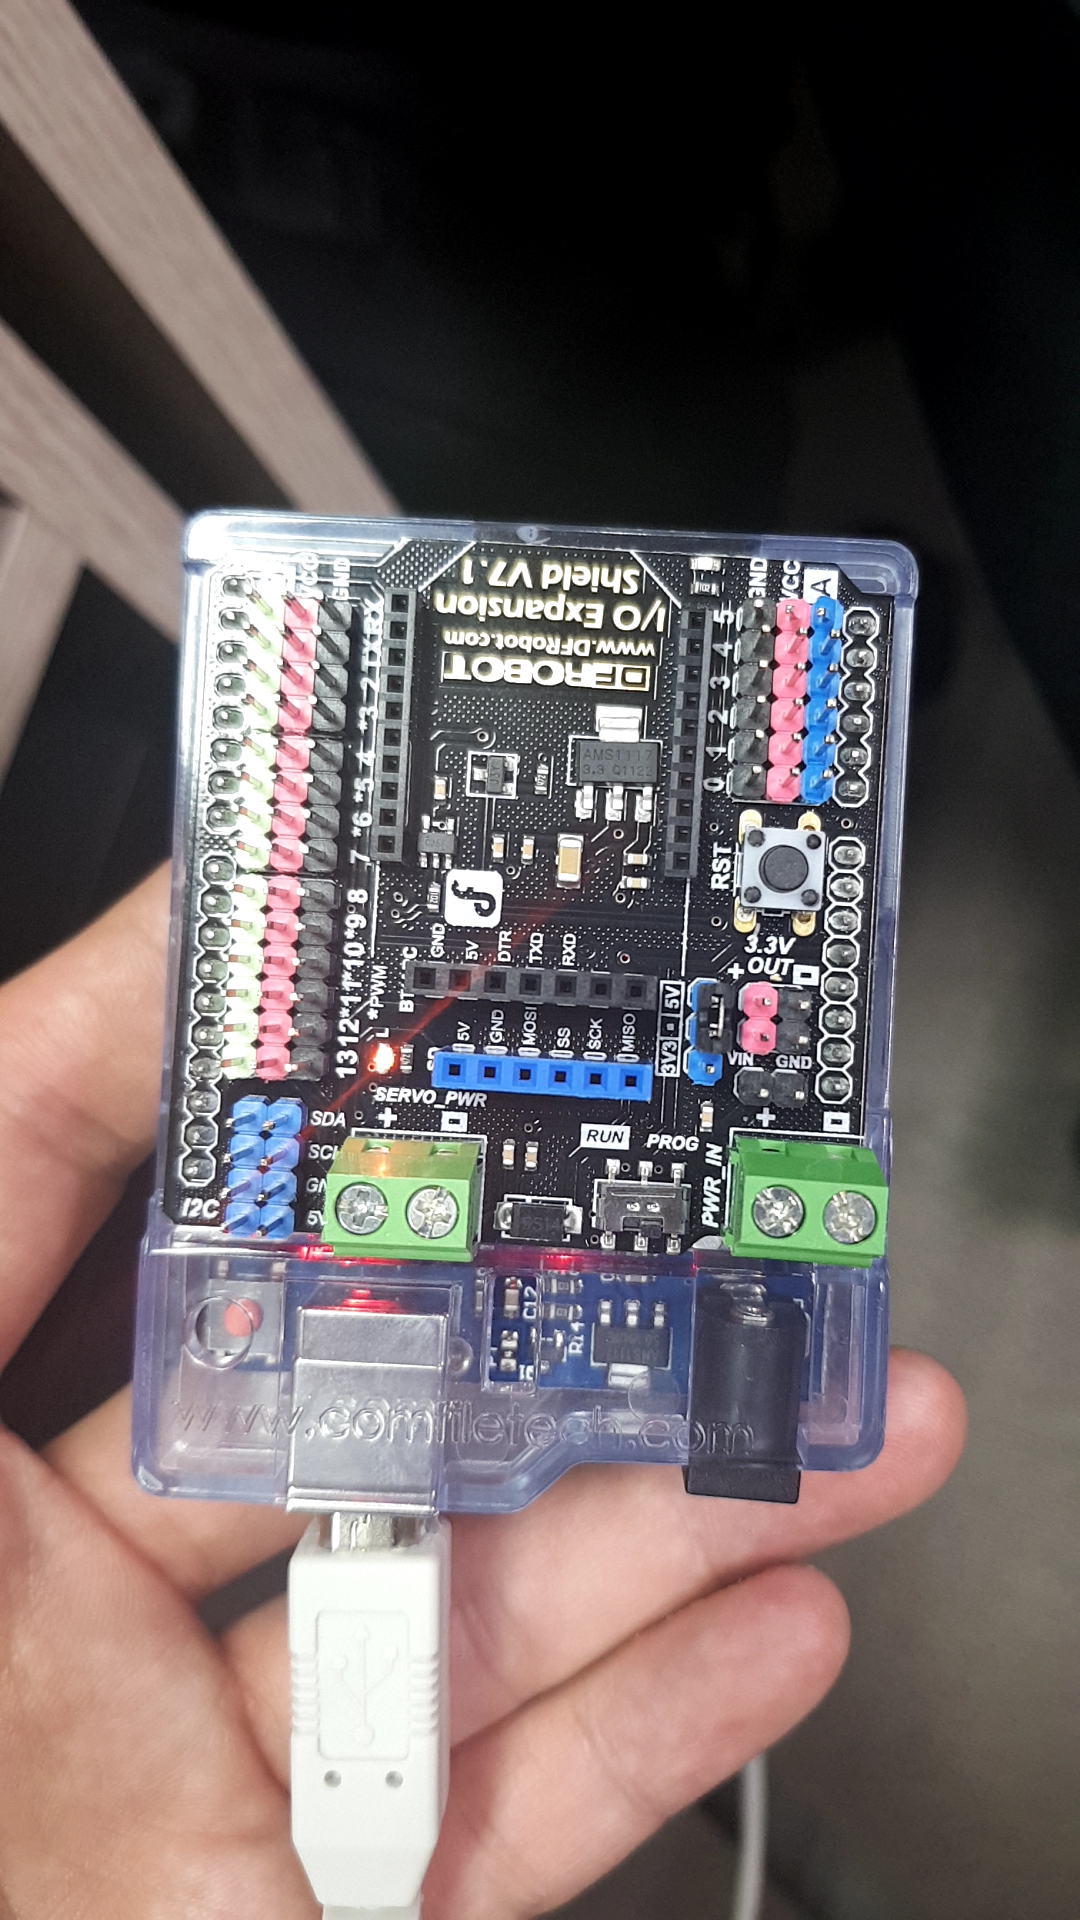 Shield V7.1
I/O Expansion
www.DFRobot.com
DFROBOT
VCC
GND
GND
VCC
A
TX RX
*3 2
4
*6 *5
7
13 12 *11 *10 *9 8
*PWM
5
4
3
2
1
0
AMS1117
3.3 Q1122
RST
3.3V
OUT
+
GND
5V
DTR
TXD
RXD
5V
GND
MOSI
SS
SCK
MISO
3V3
5V
VIN
GND
+
L
SERVO_PWR
+
RUN
PROG
PWR_IN
SDA
I2C
C12
www.comfiletech.com